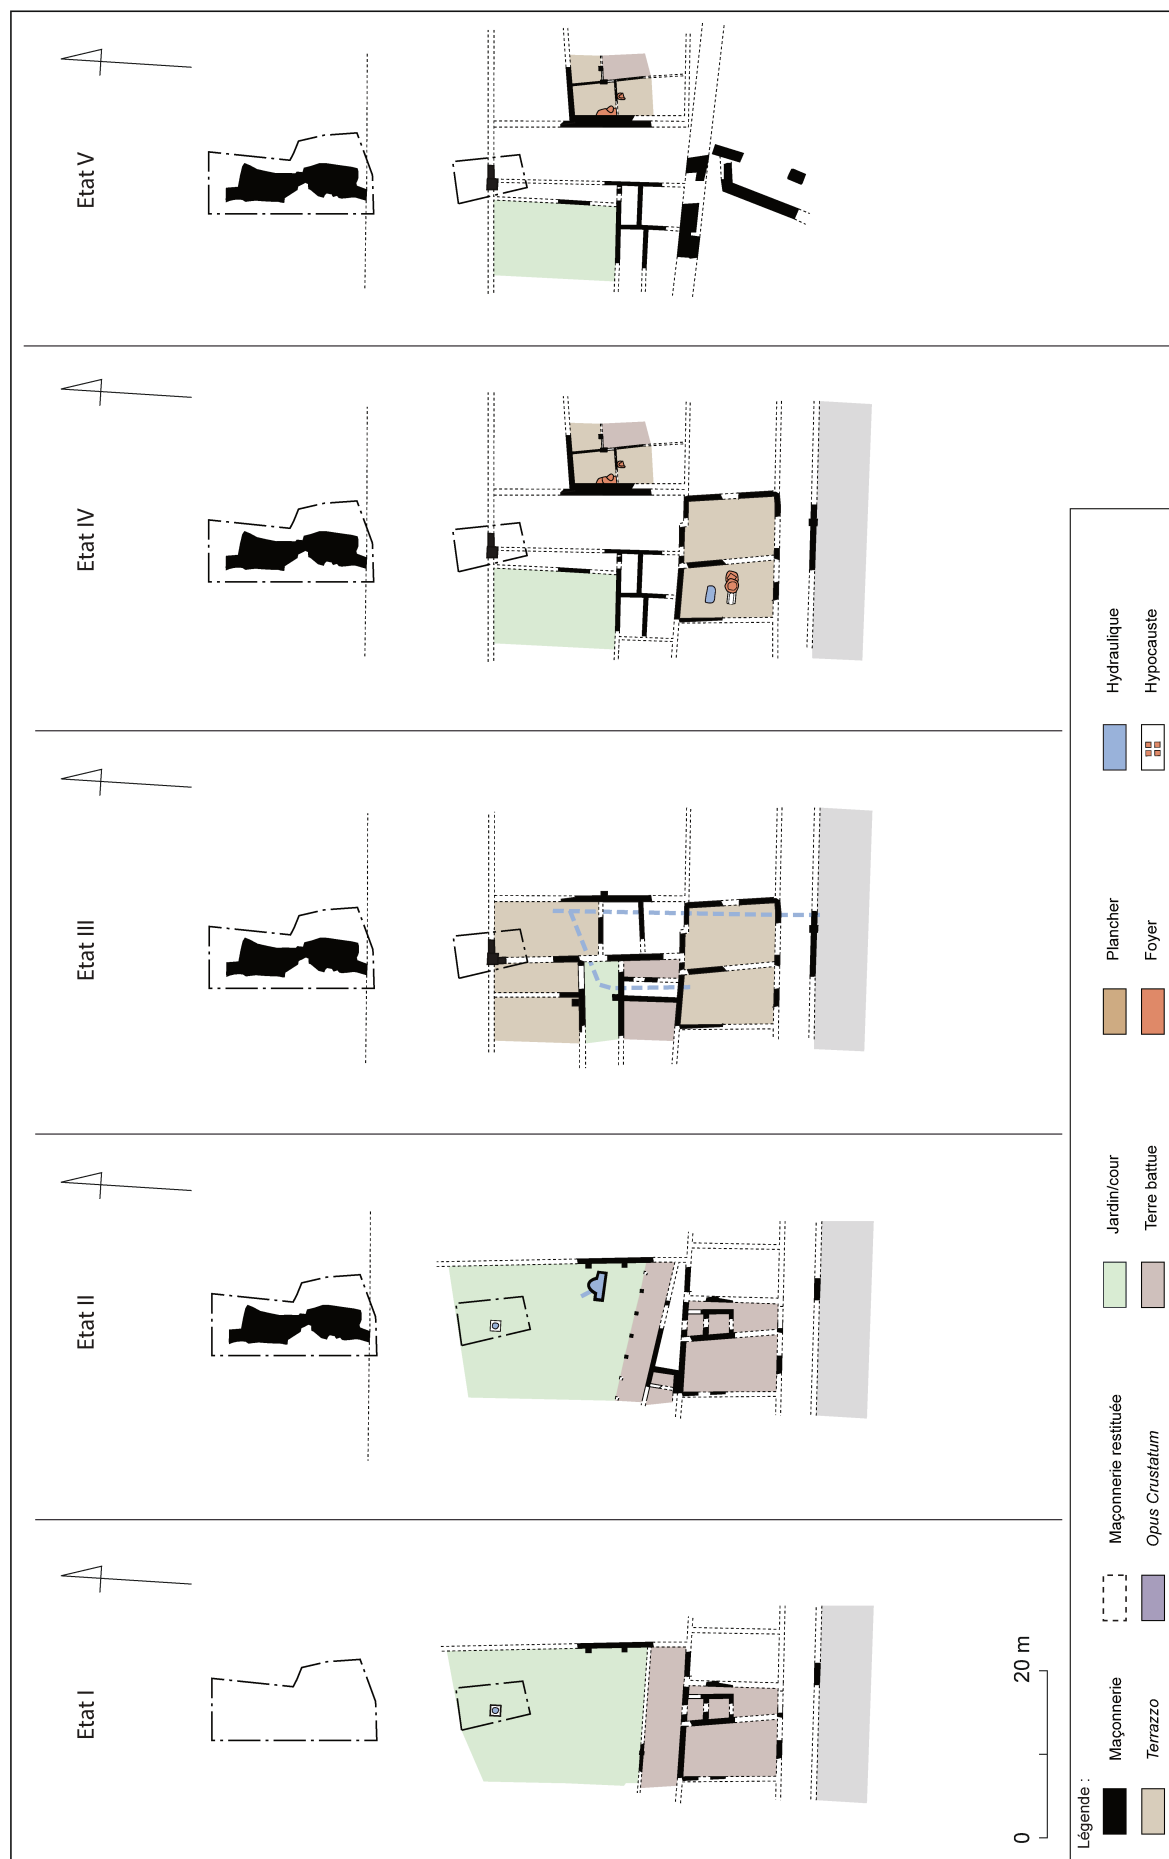 Etat I
Etat II
Etat III
Etat IV
Etat V
0 20 m
Légende :
Maçonnerie
Maçonnerie restituée
Jardin/cour
Plancher
Hydraulique
Terrazzo
Opus Crustatum
Terre battue
Foyer
Hypocauste